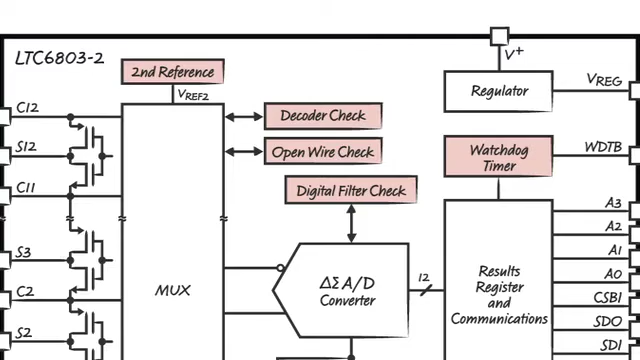 LTC6803-2
V+
2nd Reference
Regulator
VREG
VREF2
C12
Decoder Check
S12
Open Wire Check
Watchdog
Timer
WDTB
C11
Digital Filter Check
A3
A2
A1
S3
MUX
ΔΣ A/D
Converter
12
Results
Register
and
Communications
A0
C2
CSBI
SDO
S2
SDI